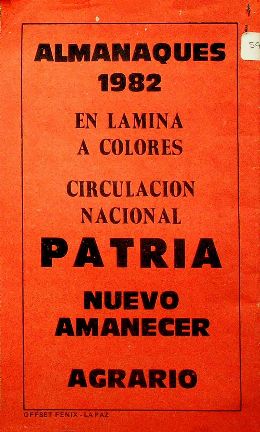 ALMANAQUES
1982
EN LAMINA
A COLORES
CIRCULACION
NACIONAL
PATRIA
NUEVO
AMANECER
AGRARIO
OFFSET FENIX - LA PAZ